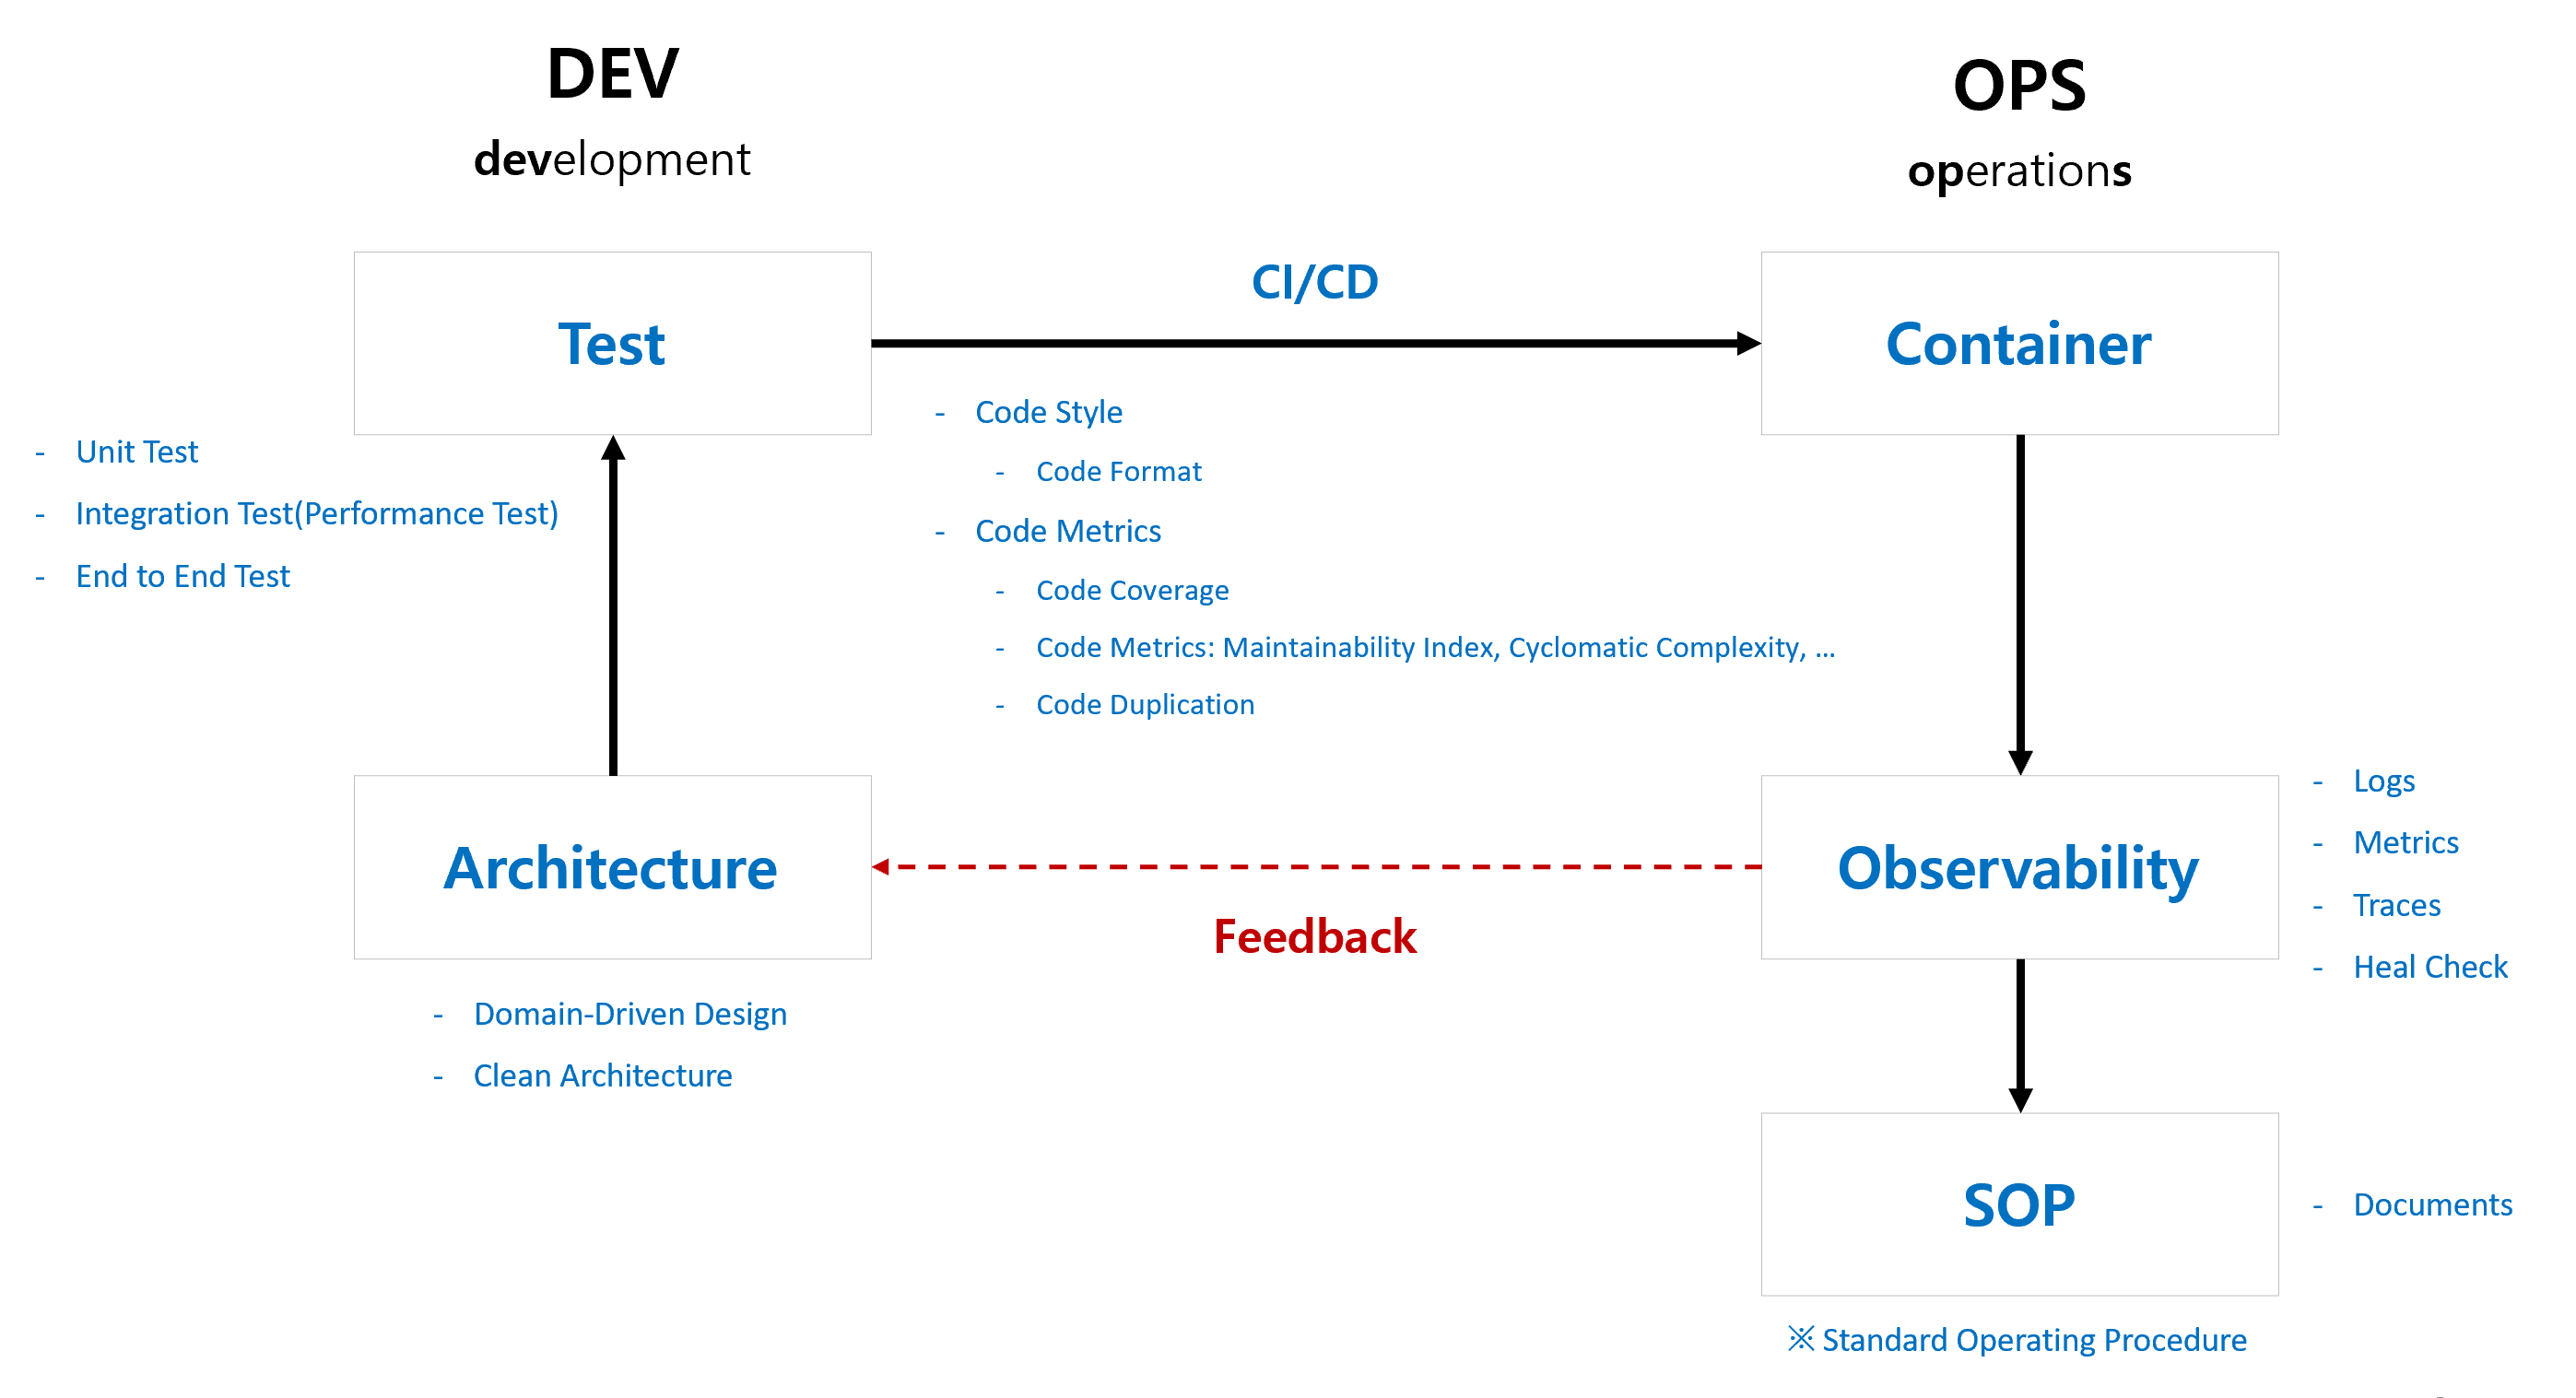 DEV
development
OPS
operations
Test
CI/CD
Container
- Unit Test
- Integration Test(Performance Test)
- End to End Test
- Code Style
- Code Format
- Code Metrics
- Code Coverage
- Code Metrics: Maintainability Index, Cyclomatic Complexity, ...
- Code Duplication
Architecture
Feedback
Observability
- Logs
- Metrics
- Traces
- Heal Check
- Domain-Driven Design
- Clean Architecture
SOP
- Documents
※ Standard Operating Procedure